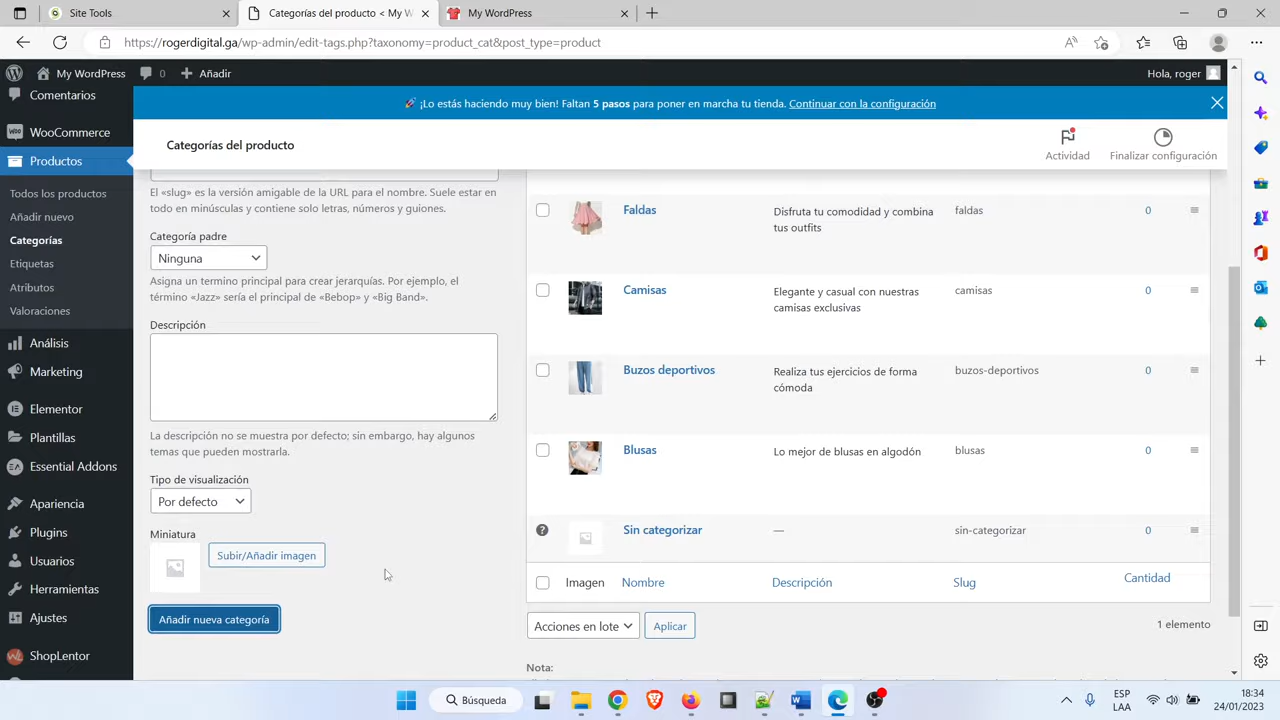 Site Tools
Categorías del producto < My W
My WordPress
https://rogerdigital.ga/wp-admin/edit-tags.php?taxonomy=product_cat&post_type=product
My WordPress
0
Añadir
Hola, roger
Comentarios
WooCommerce
Productos
Todos los productos
Añadir nuevo
Categorías
Etiquetas
Atributos
Valoraciones
Análisis
Marketing
Elementor
Plantillas
Essential Addons
Apariencia
Plugins
Usuarios
Herramientas
Ajustes
ShopLentor
¡Lo estás haciendo muy bien! Faltan 5 pasos para poner en marcha tu tienda. Continuar con la configuración
Categorías del producto
Actividad
Finalizar configuración
El «slug» es la versión amigable de la URL para el nombre. Suele estar en
todo en minúsculas y contiene solo letras, números y guiones.
Categoría padre
Ninguna
Asigna un termino principal para crear jerarquías. Por ejemplo, el
término «Jazz» sería el principal de «Bebop» y «Big Band».
Descripción
La descripción no se muestra por defecto; sin embargo, hay algunos
temas que pueden mostrarla.
Tipo de visualización
Por defecto
Miniatura
Subir/Añadir imagen
Añadir nueva categoría
Faldas
Disfruta tu comodidad y combina
tus outfits
faldas
0
Camisas
Elegante y casual con nuestras
camisas exclusivas
camisas
0
Buzos deportivos
Realiza tus ejercicios de forma
cómoda
buzos-deportivos
0
Blusas
Lo mejor de blusas en algodón
blusas
0
Sin categorizar
—
sin-categorizar
0
Imagen
Nombre
Descripción
Slug
Cantidad
Acciones en lote
Aplicar
1 elemento
Nota:
Búsqueda
ESP
LAA
18:34
24/01/2023